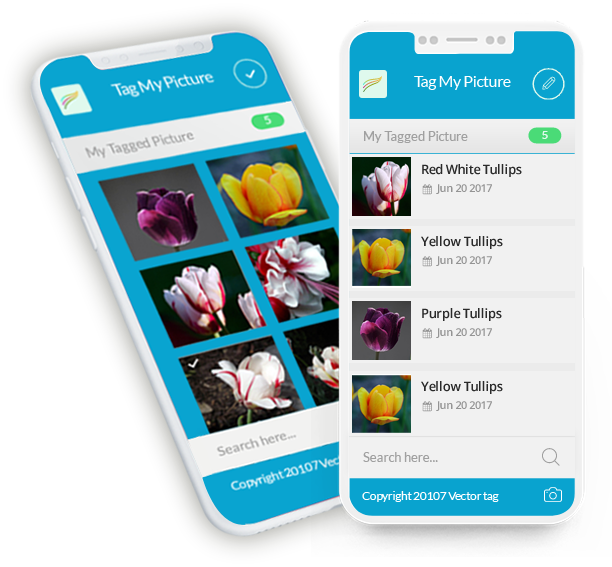 Tag My Picture
My Tagged Picture
5
Search here...
Copyright 20107 Vect
Tag My Picture
My Tagged Picture
5
Red White Tullips
Jun 20 2017
Yellow Tullips
Jun 20 2017
Purple Tullips
Jun 20 2017
Yellow Tullips
Jun 20 2017
Search here...
Copyright 20107 Vector tag